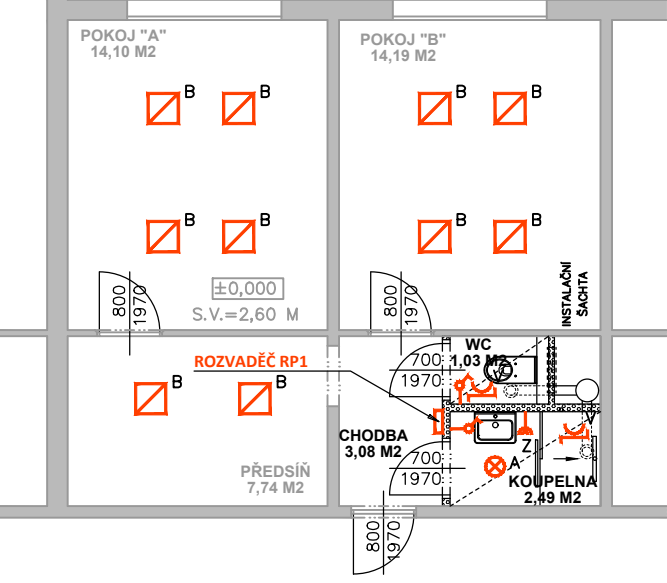 POKOJ "A"
14,10 M2
POKOJ "B"
14,19 M2
B
B
B
B
B
B
B
B
±0,000
S.V.=2,60 M
800
1970
800
1970
INSTALAČNÍ
ŠACHTA
ROZVADĚČ RP1
WC
1,03 M2
700
1970
V
B
B
CHODBA
3,08 M2
700
1970
V
Z
A
KOUPELNA
2,49 M2
PŘEDSÍŇ
7,74 M2
800
1970